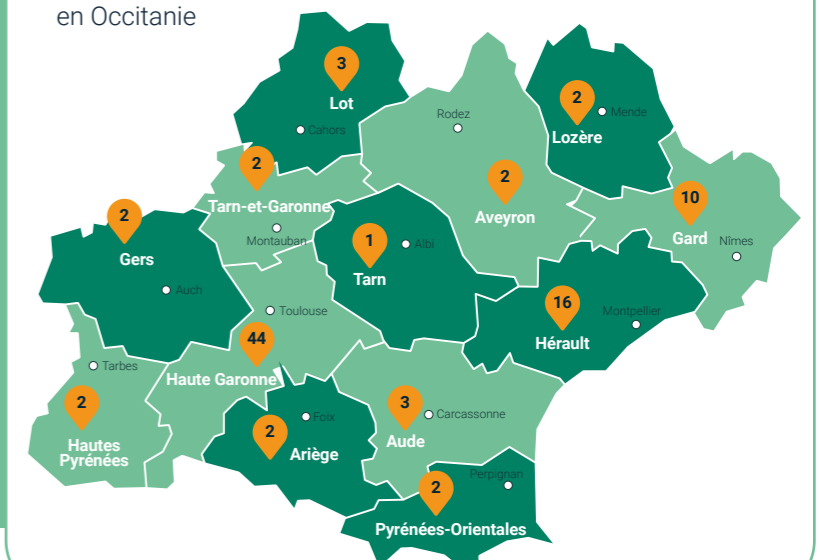 en Occitanie
3
Lot
Cahors
2
Lozère
Mende
Rodez
2
Aveyron
2
Tarn-et-Garonne
Montauban
10
Gard
Nîmes
2
Gers
Auch
1
Albi
Tarn
16
Montpellier
Hérault
Toulouse
44
Haute Garonne
Tarbes
2
Hautes
Pyrénées
Foix
2
Ariège
3
Carcassonne
Aude
Perpignan
2
Pyrénées-Orientales